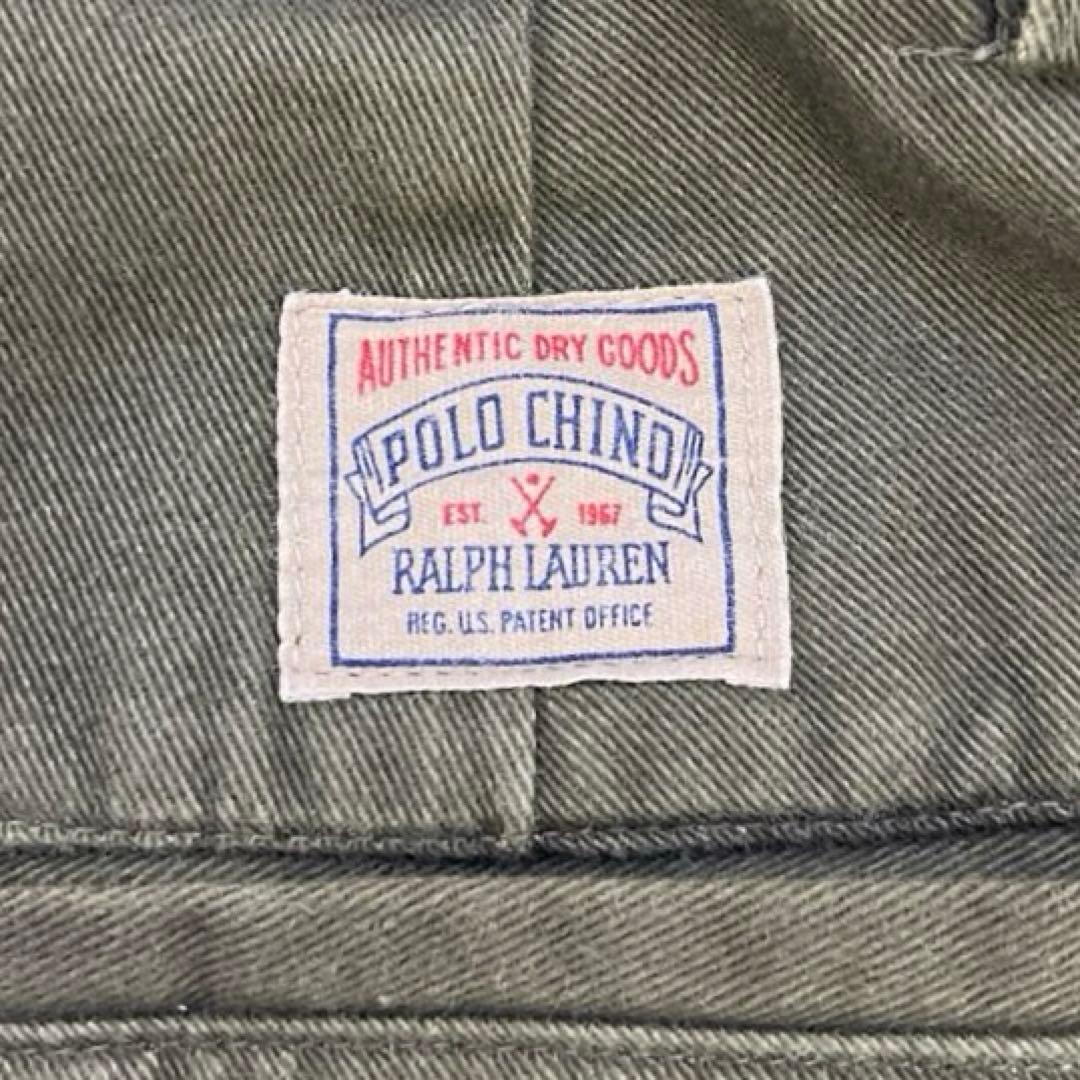 AUTHENTIC DRY GOODS
POLO CHINO
EST. 1967
RALPH LAUREN
REG. U.S. PATENT OFFICE